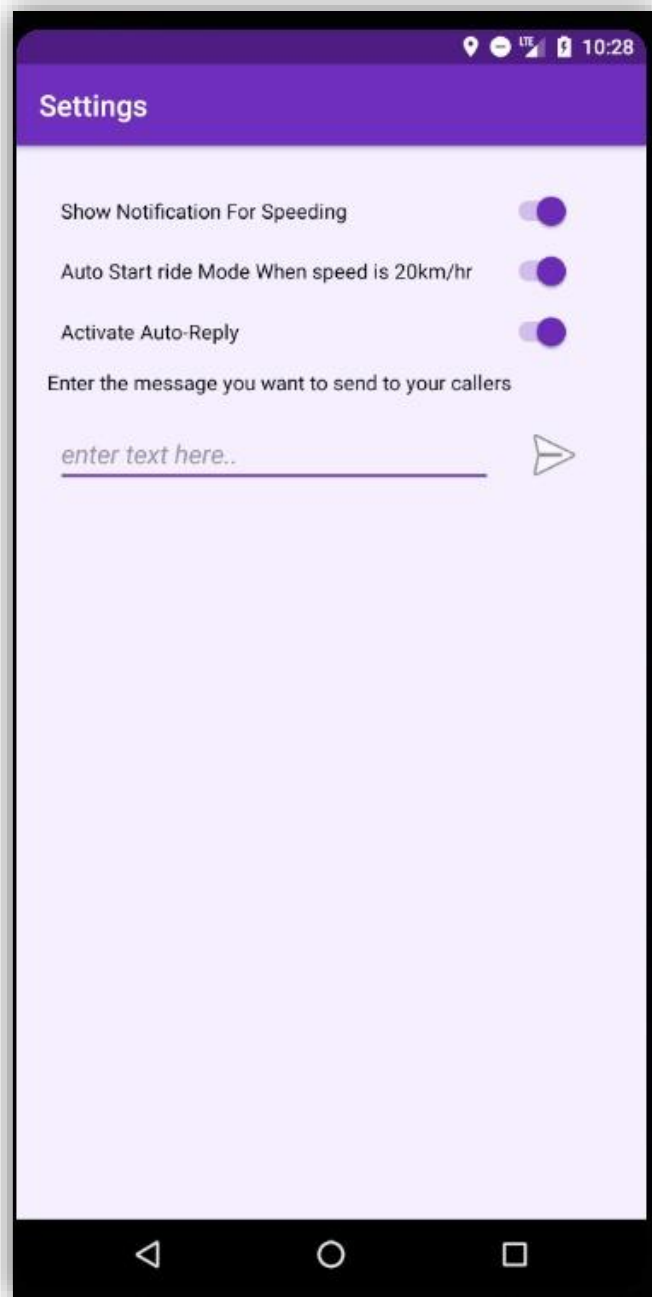 LTE 10:28
Settings
Show Notification For Speeding
Auto Start ride Mode When speed is 20km/hr
Activate Auto-Reply
Enter the message you want to send to your callers
enter text here..